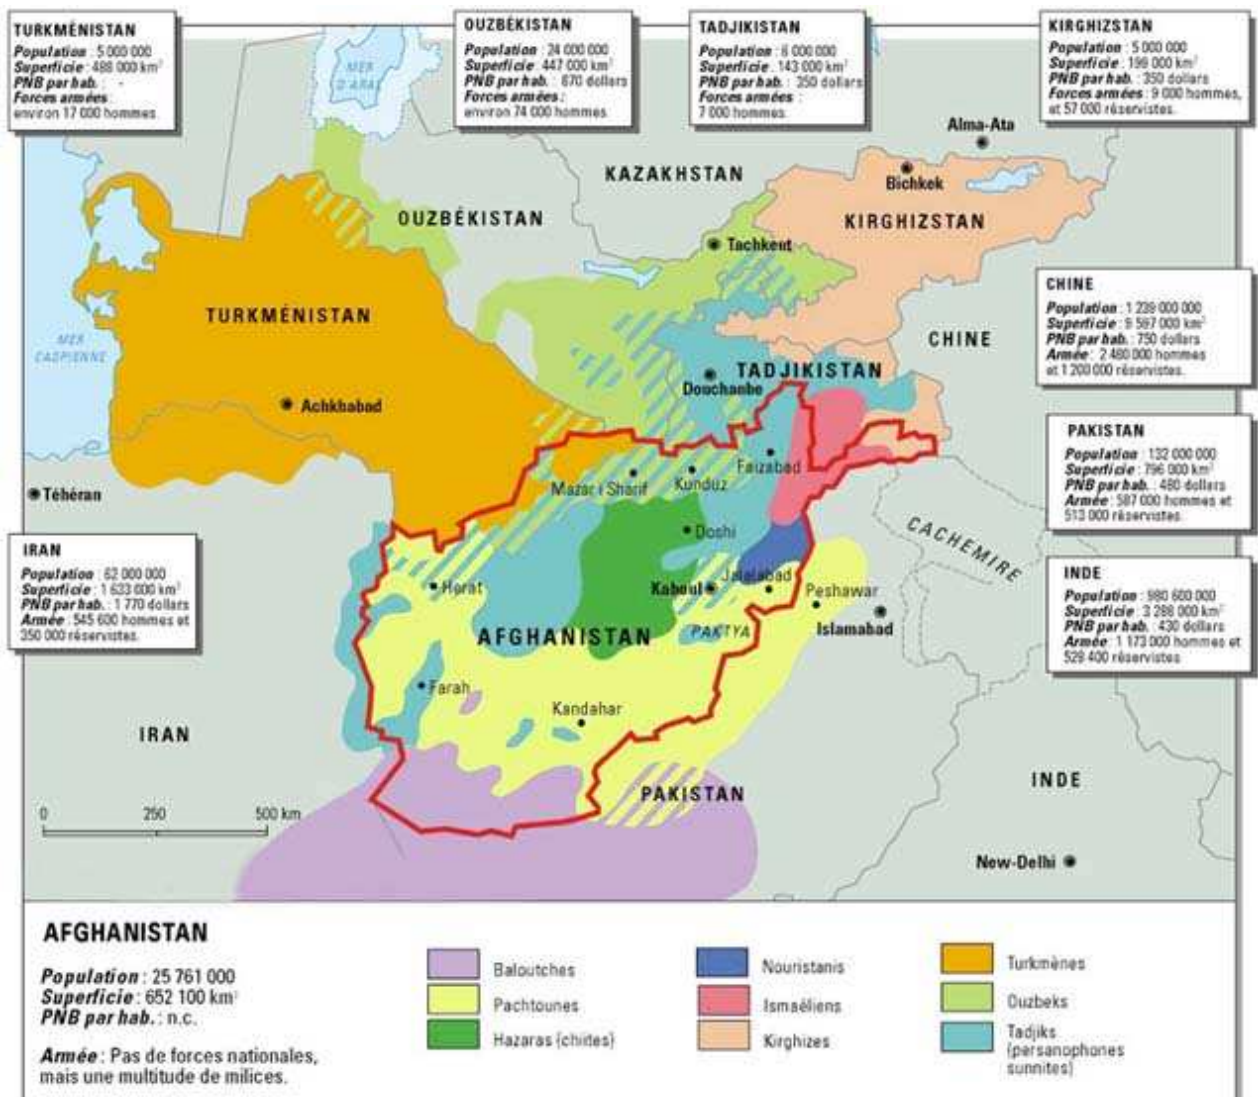 TURKMÉNISTAN
Population : 5 000 000
Superficie : 488 000 km²
PNB par hab. : -
Forces armées :
environ 17 000 hommes
OUZBÉKISTAN
Population : 24 000 000
Superficie : 447 000 km²
PNB par hab. : 870 dollars
Forces armées :
environ 74 000 hommes
TADJIKISTAN
Population : 6 000 000
Superficie : 143 000 km²
PNB par hab. : 350 dollars
Forces armées :
7 000 hommes
KIRGHIZSTAN
Population : 5 000 000
Superficie : 199 000 km²
PNB par hab. : 350 dollars
Forces armées : 9 000 hommes,
et 57 000 réservistes.
MER
D'ARAL
Alma-Ata
KAZAKHSTAN
Bichkek
OUZBÉKISTAN
KIRGHIZSTAN
Tachkent
CHINE
Population : 1 239 000 000
Superficie : 9 597 000 km²
PNB par hab. : 750 dollars
Armée : 2 480 000 hommes
et 1 200 000 réservistes.
TURKMÉNISTAN
MER
CASPIENNE
CHINE
TADJIKISTAN
Douchanbe
Achkhabad
PAKISTAN
Population : 132 000 000
Superficie : 796 000 km²
PNB par hab. : 480 dollars
Armée : 587 000 hommes et
513 000 réservistes.
Faizabad
Téhéran
Mazar i Sharif
Kunduz
CACHEMIRE
Doshi
IRAN
Population : 62 000 000
Superficie : 1 633 000 km²
PNB par hab. : 1 770 dollars
Armée : 545 600 hommes et
350 000 réservistes.
INDE
Population : 980 600 000
Superficie : 3 288 000 km²
PNB par hab. : 430 dollars
Armée : 1 173 000 hommes et
528 400 réservistes
Herat
Kaboul
Jalalabad
Peshawar
Islamabad
AFGHANISTAN
PAKTYA
Farah
Kandahar
IRAN
PAKISTAN
INDE
0 250 500 km
New-Delhi
AFGHANISTAN
Population : 25 761 000
Superficie : 652 100 km²
PNB par hab. : n.c.
Armée : Pas de forces nationales,
mais une multitude de milices.
Baloutches
Pachtounes
Hazaras (chiites)
Nouristanis
Ismaéliens
Kirghizes
Turkmènes
Ouzbeks
Tadjiks
(persanophones
sunnites)